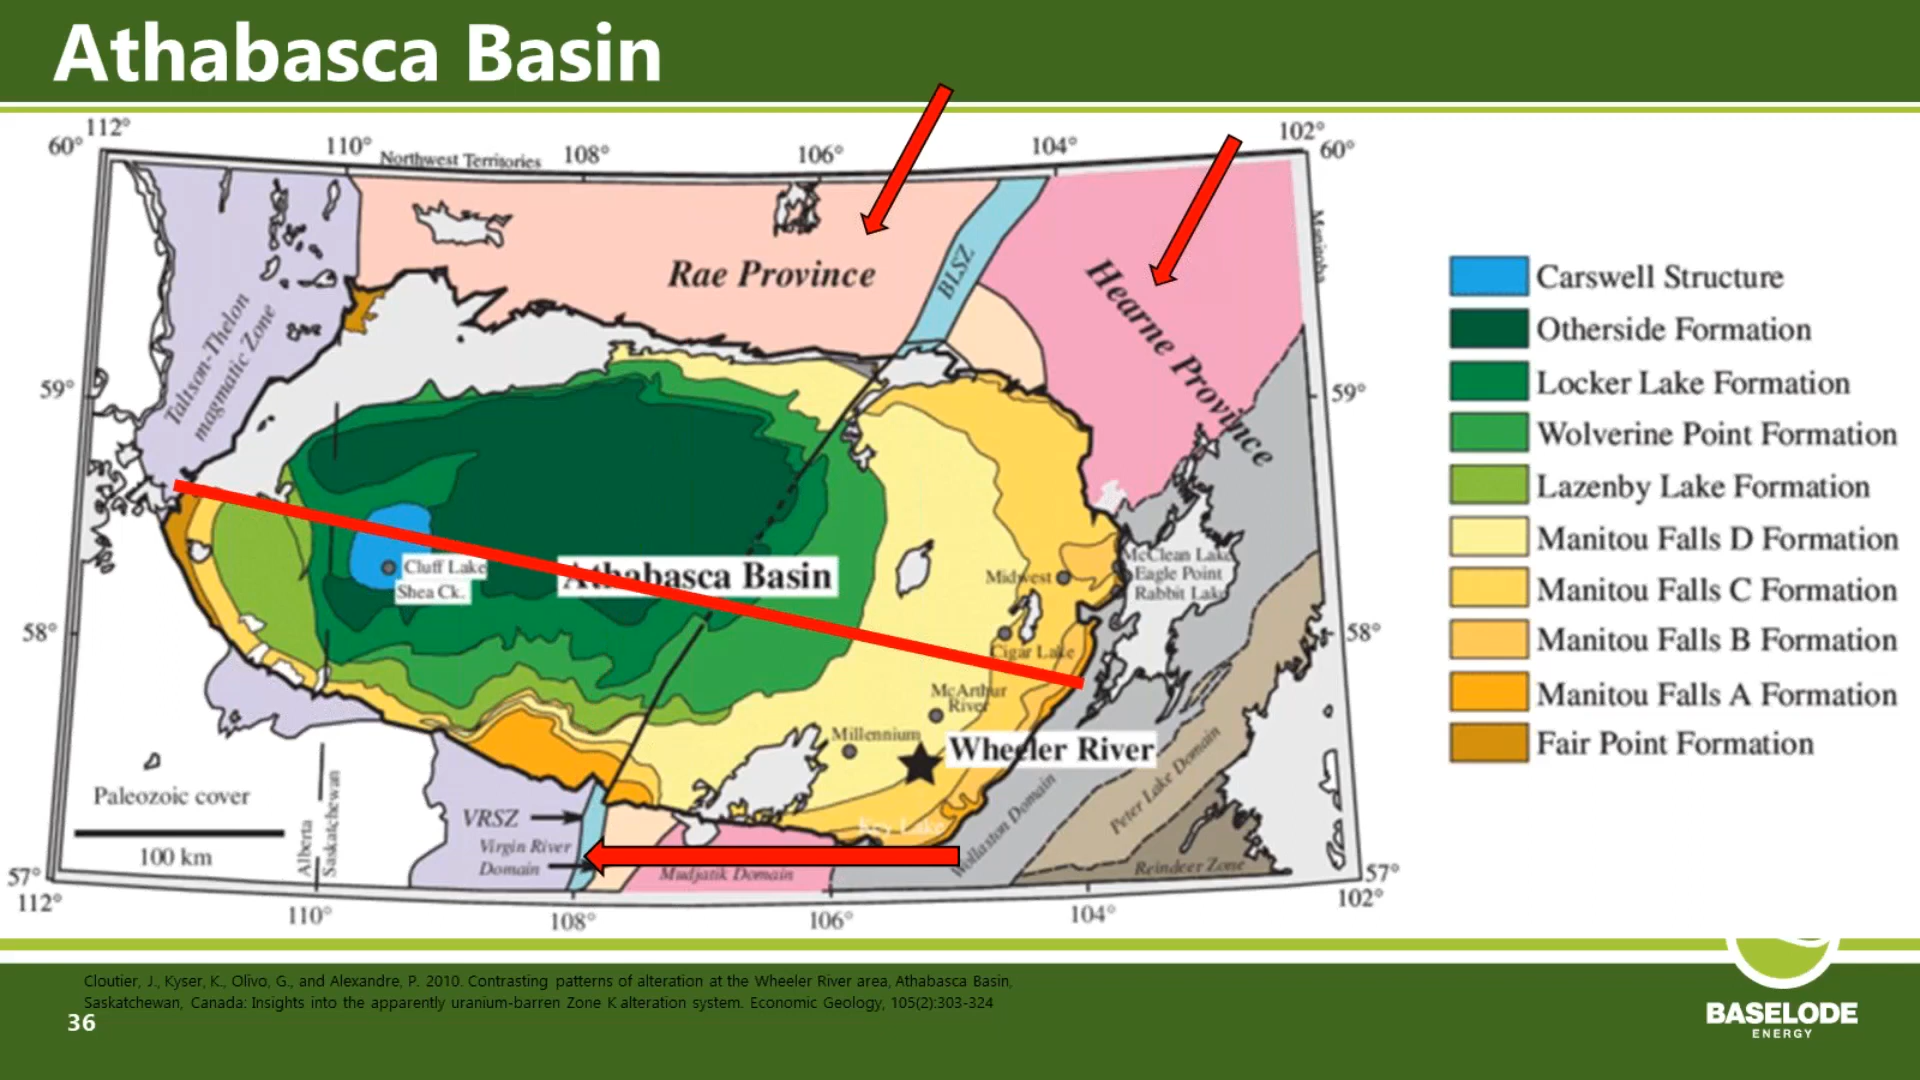 Athabasca Basin
112°
60°
110°
Northwest Territories
108°
106°
104°
102°
60°
Manitoba
Rae Province
BLSZ
Hearne Province
Taltson-Thelon
magmatic Zone
59°
59°
Cluff Lake
Shea Ck.
Athabasca Basin
Midwest
McClean Lake
Eagle Point
Rabbit Lake
58°
58°
Cigar Lake
McArthur
River
Millennium
Wheeler River
Key Lake
Paleozoic cover
100 km
Alberta
Saskatchewan
VRSZ
Virgin River
Domain
Mudjatik Domain
Wollaston Domain
Peter Lake Domain
Reindeer Zone
57°
57°
112°
110°
108°
106°
104°
102°
Carswell Structure
Otherside Formation
Locker Lake Formation
Wolverine Point Formation
Lazenby Lake Formation
Manitou Falls D Formation
Manitou Falls C Formation
Manitou Falls B Formation
Manitou Falls A Formation
Fair Point Formation
Cloutier, J., Kyser, K., Olivo, G., and Alexandre, P. 2010. Contrasting patterns of alteration at the Wheeler River area, Athabasca Basin,
Saskatchewan, Canada: Insights into the apparently uranium-barren Zone K alteration system. Economic Geology, 105(2):303-324
36
BASELODE
ENERGY